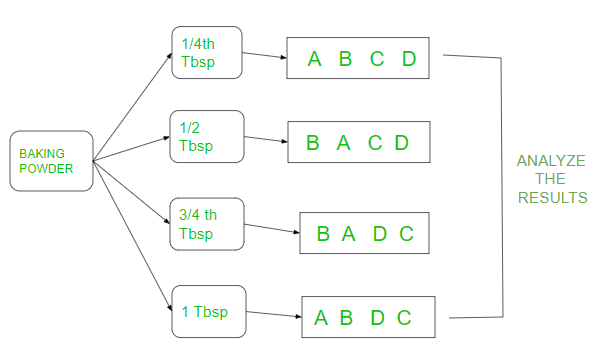 1/4th
Tbsp
A B C D
1/2
Tbsp
B A C D
BAKING
POWDER
ANALYZE
THE
RESULTS
3/4 th
Tbsp
B A D C
1 Tbsp
A B D C